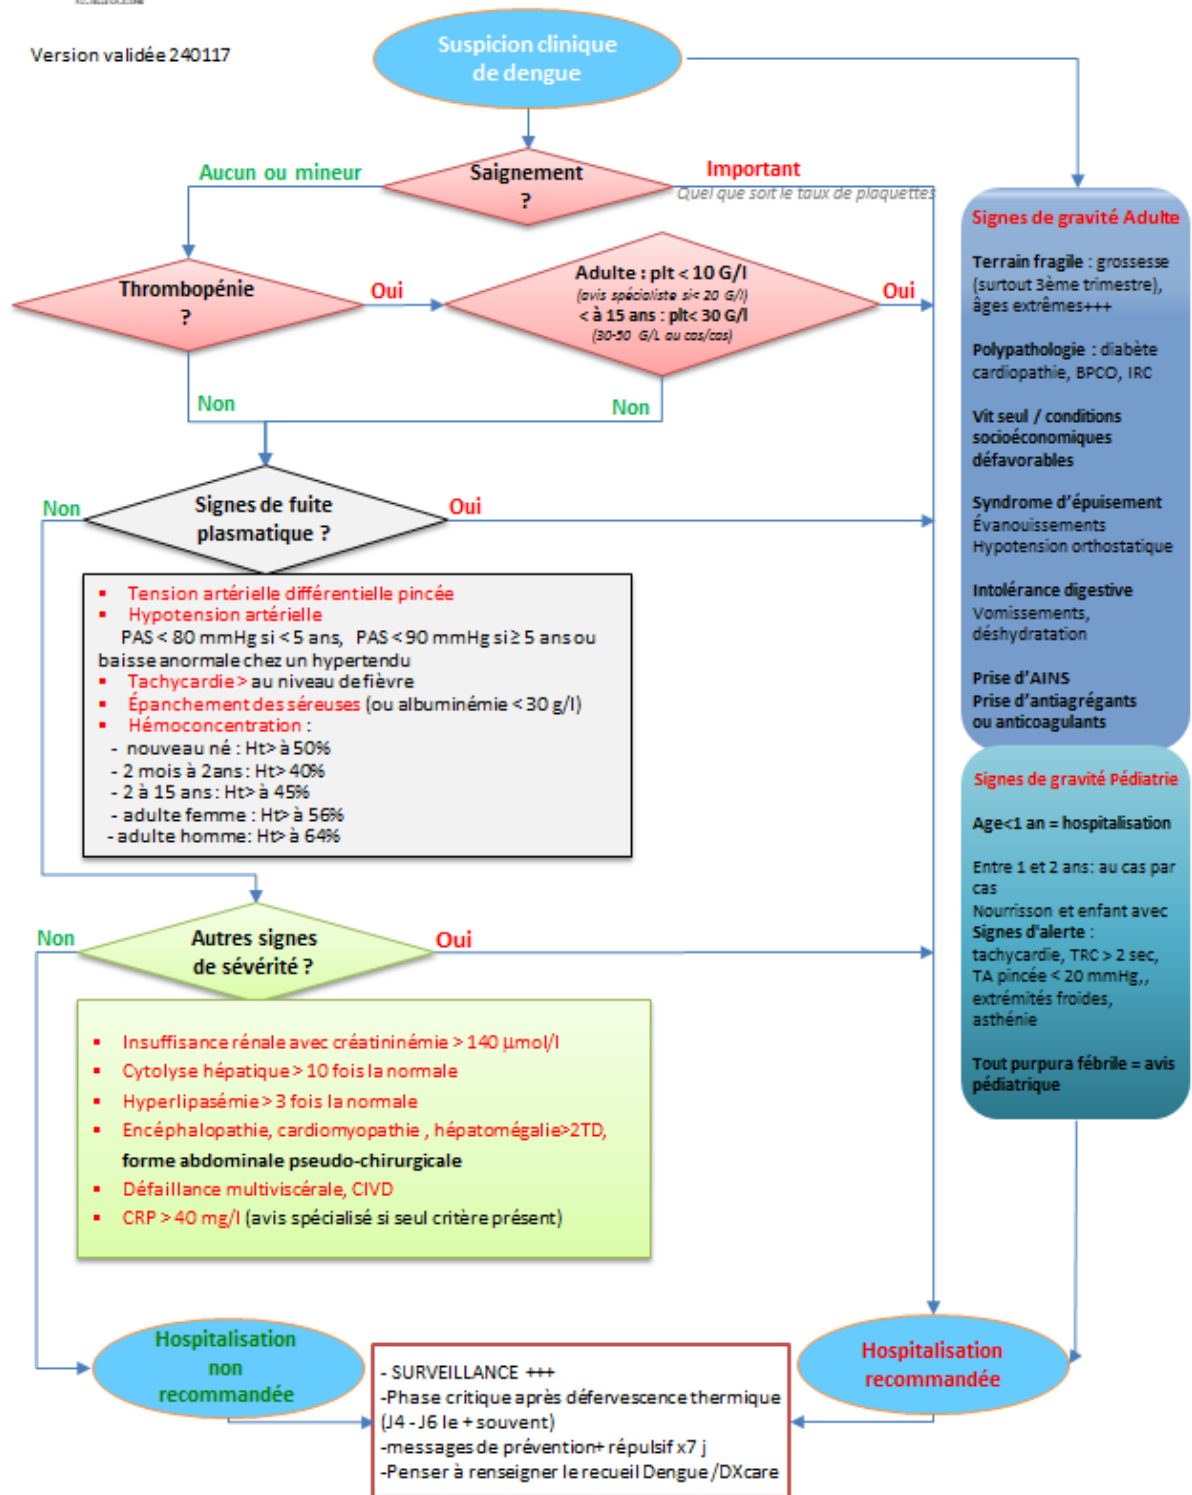 Version validée 240117
Suspicion clinique
de dengue
Aucun ou mineur
Saignement
?
Important
Quel que soit le taux de plaquettes
Thrombopénie
?
Oui
Adulte : plt < 10 G/l
(avis spécialiste si< 20 G/l)
< à 15 ans : plt< 30 G/l
(30-50 G/L au cas/cas)
Oui
Non
Non
Non
Signes de fuite
plasmatique ?
Oui
▪ Tension artérielle différentielle pincée
▪ Hypotension artérielle
PAS < 80 mmHg si < 5 ans, PAS < 90 mmHg si ≥ 5 ans ou
baisse anormale chez un hypertendu
▪ Tachycardie > au niveau de fièvre
▪ Épanchement des séreuses (ou albuminémie < 30 g/l)
▪ Hémoconcentration :
- nouveau né : Ht> à 50%
- 2 mois à 2ans : Ht> 40%
- 2 à 15 ans : Ht> à 45%
- adulte femme : Ht> à 56%
- adulte homme: Ht> à 64%
Non
Autres signes
de sévérité ?
Oui
▪ Insuffisance rénale avec créatininémie > 140 µmol/l
▪ Cytolyse hépatique > 10 fois la normale
▪ Hyperlipasémie > 3 fois la normale
▪ Encéphalopathie, cardiomyopathie , hépatomégalie>2TD,
forme abdominale pseudo-chirurgicale
▪ Défaillance multiviscérale, CIVD
▪ CRP > 40 mg/l (avis spécialisé si seul critère présent)
Signes de gravité Adulte
Terrain fragile : grossesse
(surtout 3ème trimestre),
âges extrêmes+++
Polypathologie : diabète
cardiopathie, BPCO, IRC
Vit seul / conditions
socioéconomiques
défavorables
Syndrome d'épuisement
Évanouissements
Hypotension orthostatique
Intolérance digestive
Vomissements,
déshydratation
Prise d'AINS
Prise d'antiagrégants
ou anticoagulants
Signes de gravité Pédiatrie
Age<1 an = hospitalisation
Entre 1 et 2 ans: au cas par
cas
Nourrisson et enfant avec
Signes d'alerte :
tachycardie, TRC > 2 sec,
TA pincée < 20 mmHg,,
extrémités froides,
asthénie
Tout purpura fébrile = avis
pédiatrique
Hospitalisation
non
recommandée
- SURVEILLANCE +++
-Phase critique après défervescence thermique
(J4 - J6 le + souvent)
-messages de prévention+ répulsif x7 j
-Penser à renseigner le recueil Dengue /DXcare
Hospitalisation
recommandée